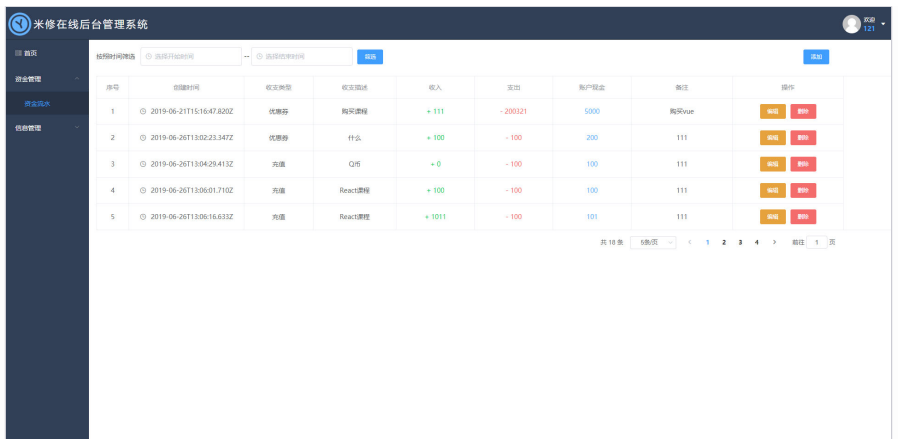 米修在线后台管理系统
欢迎
121
首页
资金管理
资金流水
信息管理
按照时间筛选 选择开始时间 -- 选择结束时间 筛选 添加
序号 创建时间 收支类型 收支描述 收入 支出 账户现金 备注 操作
1 2019-06-21T15:16:47.820Z 优惠券 购买课程 + 111 - 200321 5000 购买vue 编辑 删除
2 2019-06-26T13:02:23.347Z 优惠券 什么 + 100 - 100 200 111 编辑 删除
3 2019-06-26T13:04:29.413Z 充值 Q币 + 0 - 100 100 111 编辑 删除
4 2019-06-26T13:06:01.710Z 充值 React课程 + 100 - 100 100 111 编辑 删除
5 2019-06-26T13:06:16.633Z 充值 React课程 + 1011 - 100 101 111 编辑 删除
共 18 条 5条/页 < 1 2 3 4 > 前往 1 页